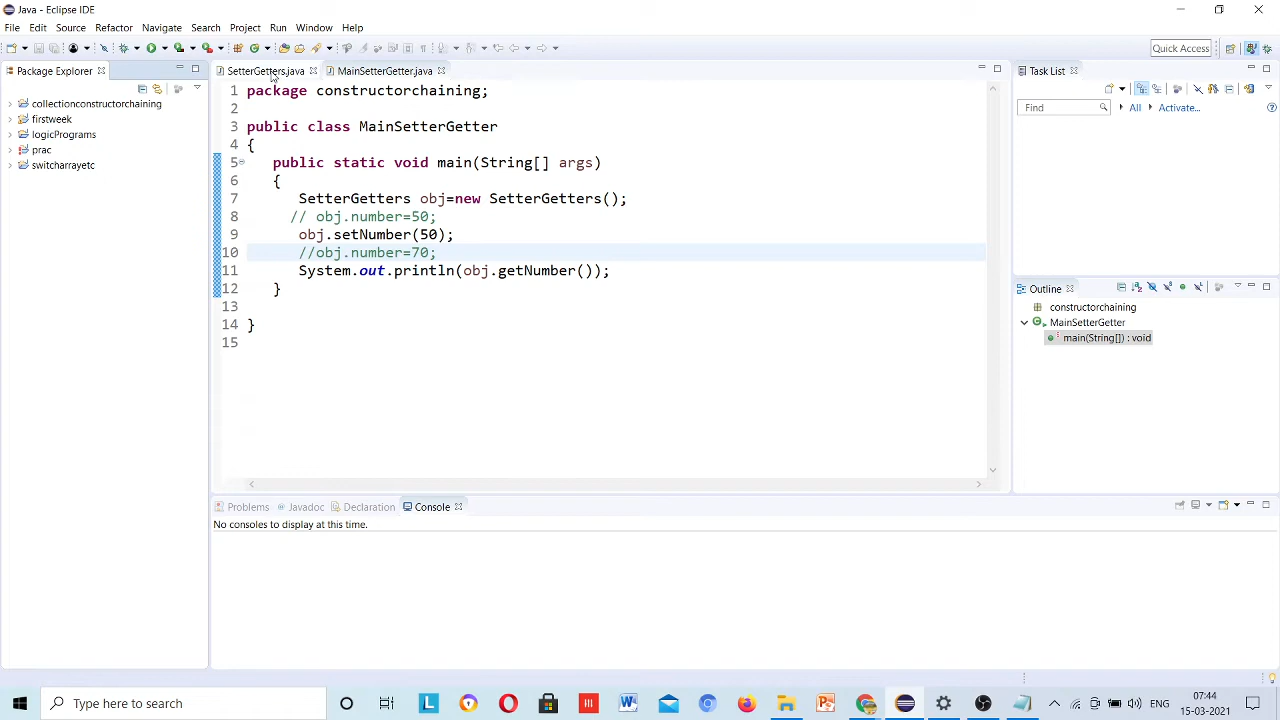 Java - Eclipse IDE
File Edit Source Refactor Navigate Search Project Run Window Help
Quick Access
Package Explorer
collectionconstructorchaining
firstweek
logicPrograms
prac
switcharrayetc
SetterGetters.java MainSetterGetter.java
1 package constructorchaining;
2
3 public class MainSetterGetter
4 {
5 public static void main(String[] args)
6 {
7 SetterGetters obj=new SetterGetters();
8 // obj.number=50;
9 obj.setNumber(50);
10 //obj.number=70;
11 System.out.println(obj.getNumber());
12 }
13
14 }
15
Task List
Find All Activate...
Outline
constructorchaining
MainSetterGetter
main(String[]) : void
Problems Javadoc Declaration Console
No consoles to display at this time.
Type here to search
ENG
07:44
15-03-2021